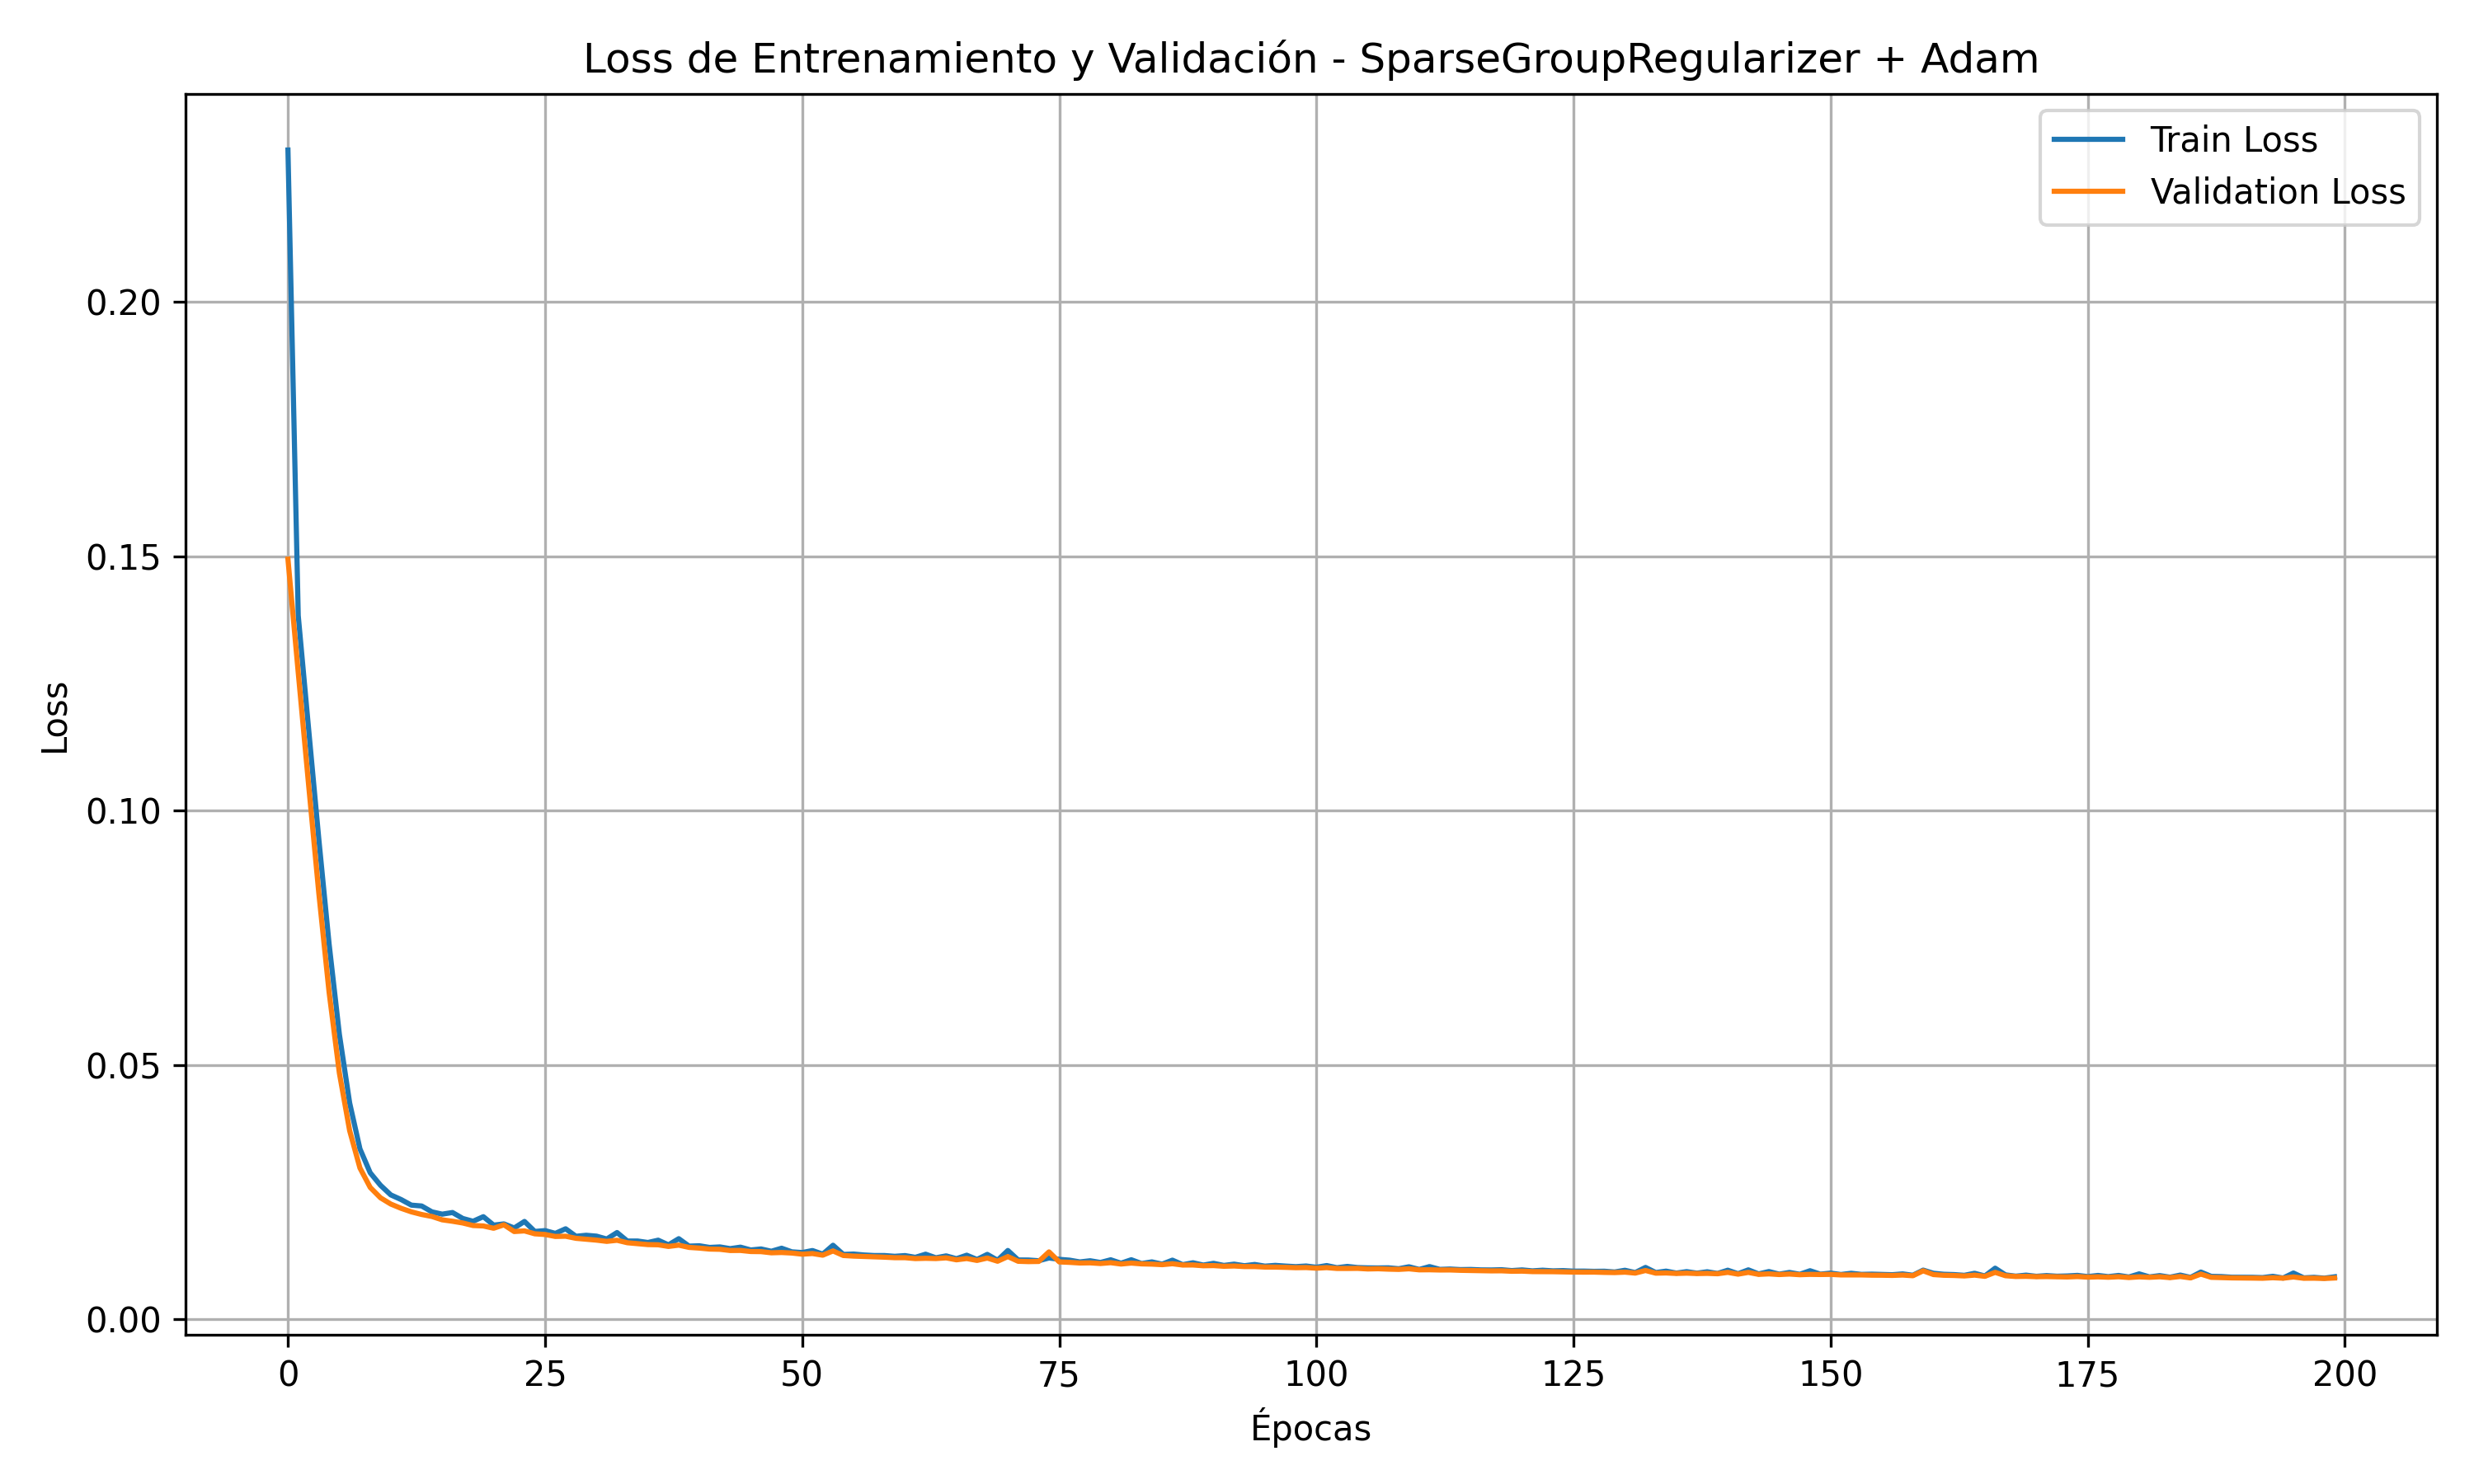 Loss de Entrenamiento y Validación - SparseGroupRegularizer + Adam
Train Loss
Validation Loss
Loss
0.20
0.15
0.10
0.05
0.00
0 25 50 75 100 125 150 175 200
Épocas